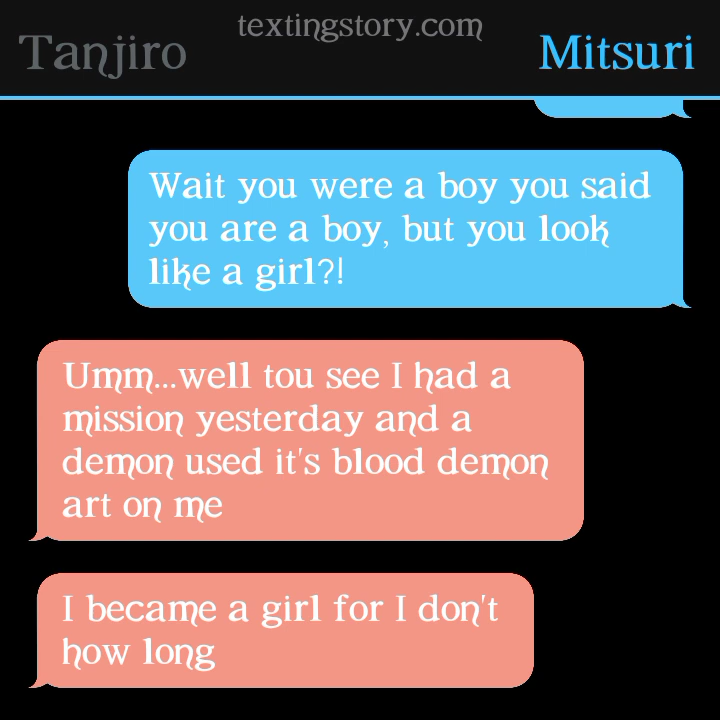 textingstory.com
Tanjiro
Mitsuri
Wait you were a boy you said
you are a boy, but you look
like a girl?!
Umm...well tou see I had a
mission yesterday and a
demon used it's blood demon
art on me
I became a girl for I don't
how long